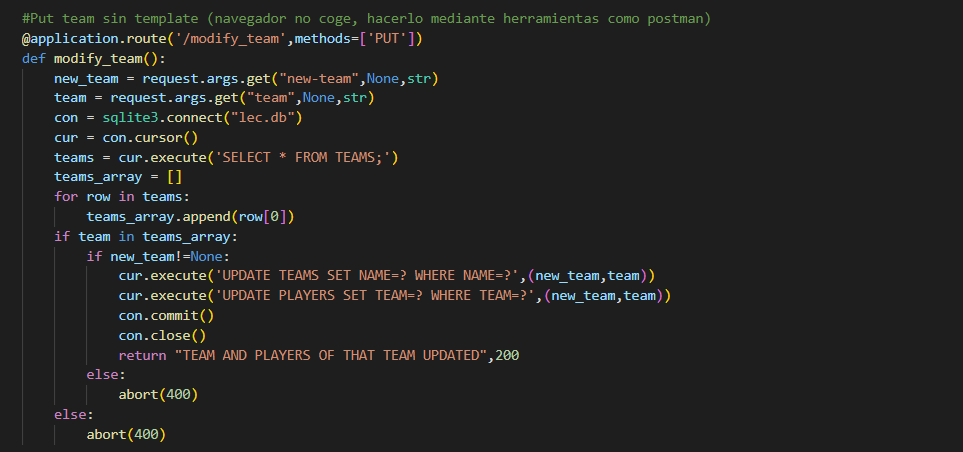 #Put team sin template (navegador no coge, hacerlo mediante herramientas como postman)
@application.route('/modify_team',methods=['PUT'])
def modify_team():
    new_team = request.args.get("new-team",None,str)
    team = request.args.get("team",None,str)
    con = sqlite3.connect("lec.db")
    cur = con.cursor()
    teams = cur.execute('SELECT * FROM TEAMS;')
    teams_array = []
    for row in teams:
        teams_array.append(row[0])
    if team in teams_array:
        if new_team!=None:
            cur.execute('UPDATE TEAMS SET NAME=? WHERE NAME=?',(new_team,team))
            cur.execute('UPDATE PLAYERS SET TEAM=? WHERE TEAM=?',(new_team,team))
            con.commit()
            con.close()
            return "TEAM AND PLAYERS OF THAT TEAM UPDATED",200
        else:
            abort(400)
    else:
        abort(400)